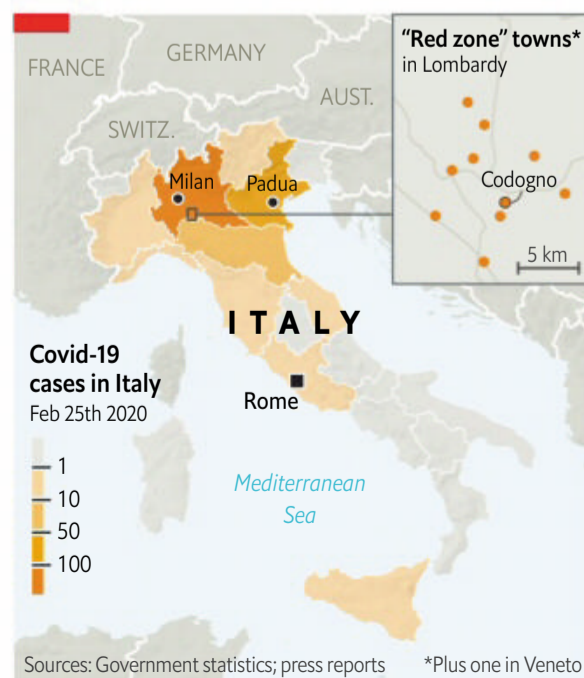 “Red zone” towns*
in Lombardy
GERMANY
FRANCE
AUST.
SWITZ.
Milan
Padua
Codogno
5 km
ITALY
Covid-19
cases in Italy
Feb 25th 2020
Rome
1
10
50
100
Mediterranean
Sea
Sources: Government statistics; press reports
*Plus one in Veneto